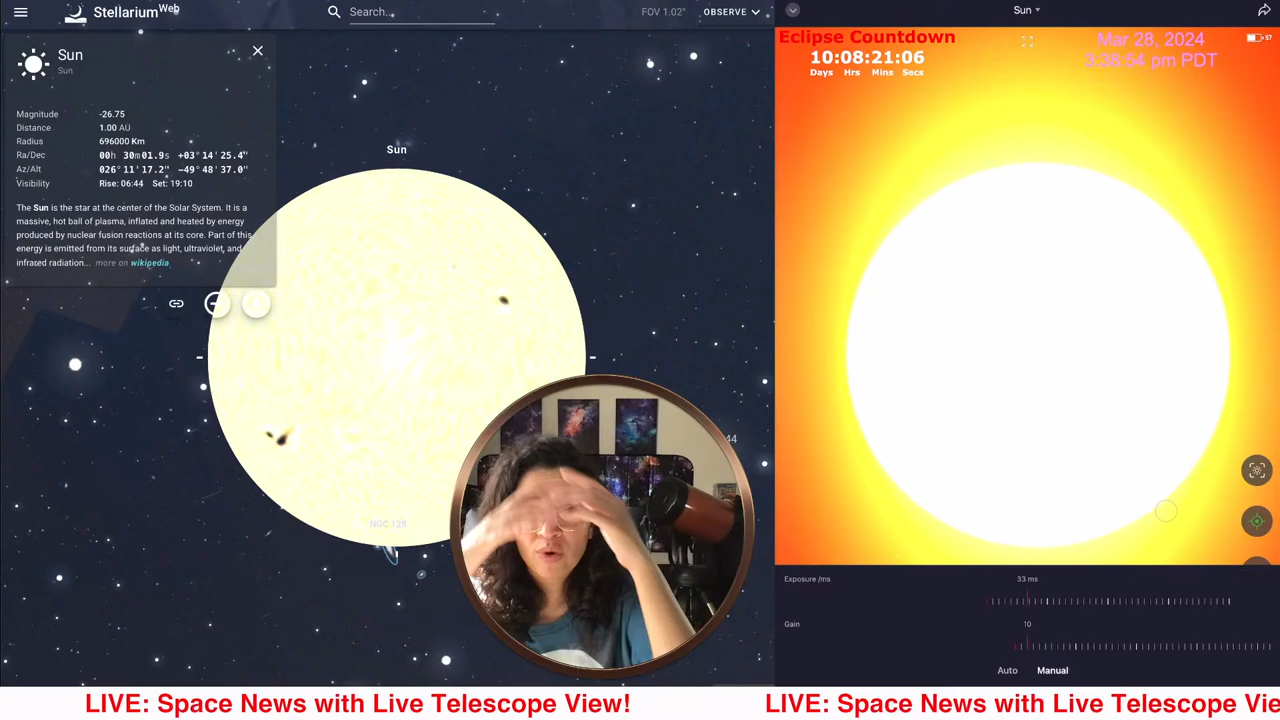 StellariumWeb
Search...
FOV 1.02°
OBSERVE
Sun
Sun
Magnitude -26.75
Distance 1.00 AU
Radius 696000 Km
Ra/Dec 00h 30m01.9s +03°14'25.4"
Az/Alt 026°11'17.2" -49°48'37.0"
Visibility Rise: 06:44 Set: 19:10
The Sun is the star at the center of the Solar System. It is a
massive, hot ball of plasma, inflated and heated by energy
produced by nuclear fusion reactions at its core. Part of this
energy is emitted from its surface as light, ultraviolet, and
infrared radiation... more on wikipedia
Sun
NGC 128
44
Sun
Eclipse Countdown
10:08:21:06
Days Hrs Mins Secs
Mar 28, 2024
3:38:54 pm PDT
57
Exposure /ms
33 ms
Gain
10
Auto Manual
LIVE: Space News with Live Telescope View!
LIVE: Space News with Live Telescope Vie